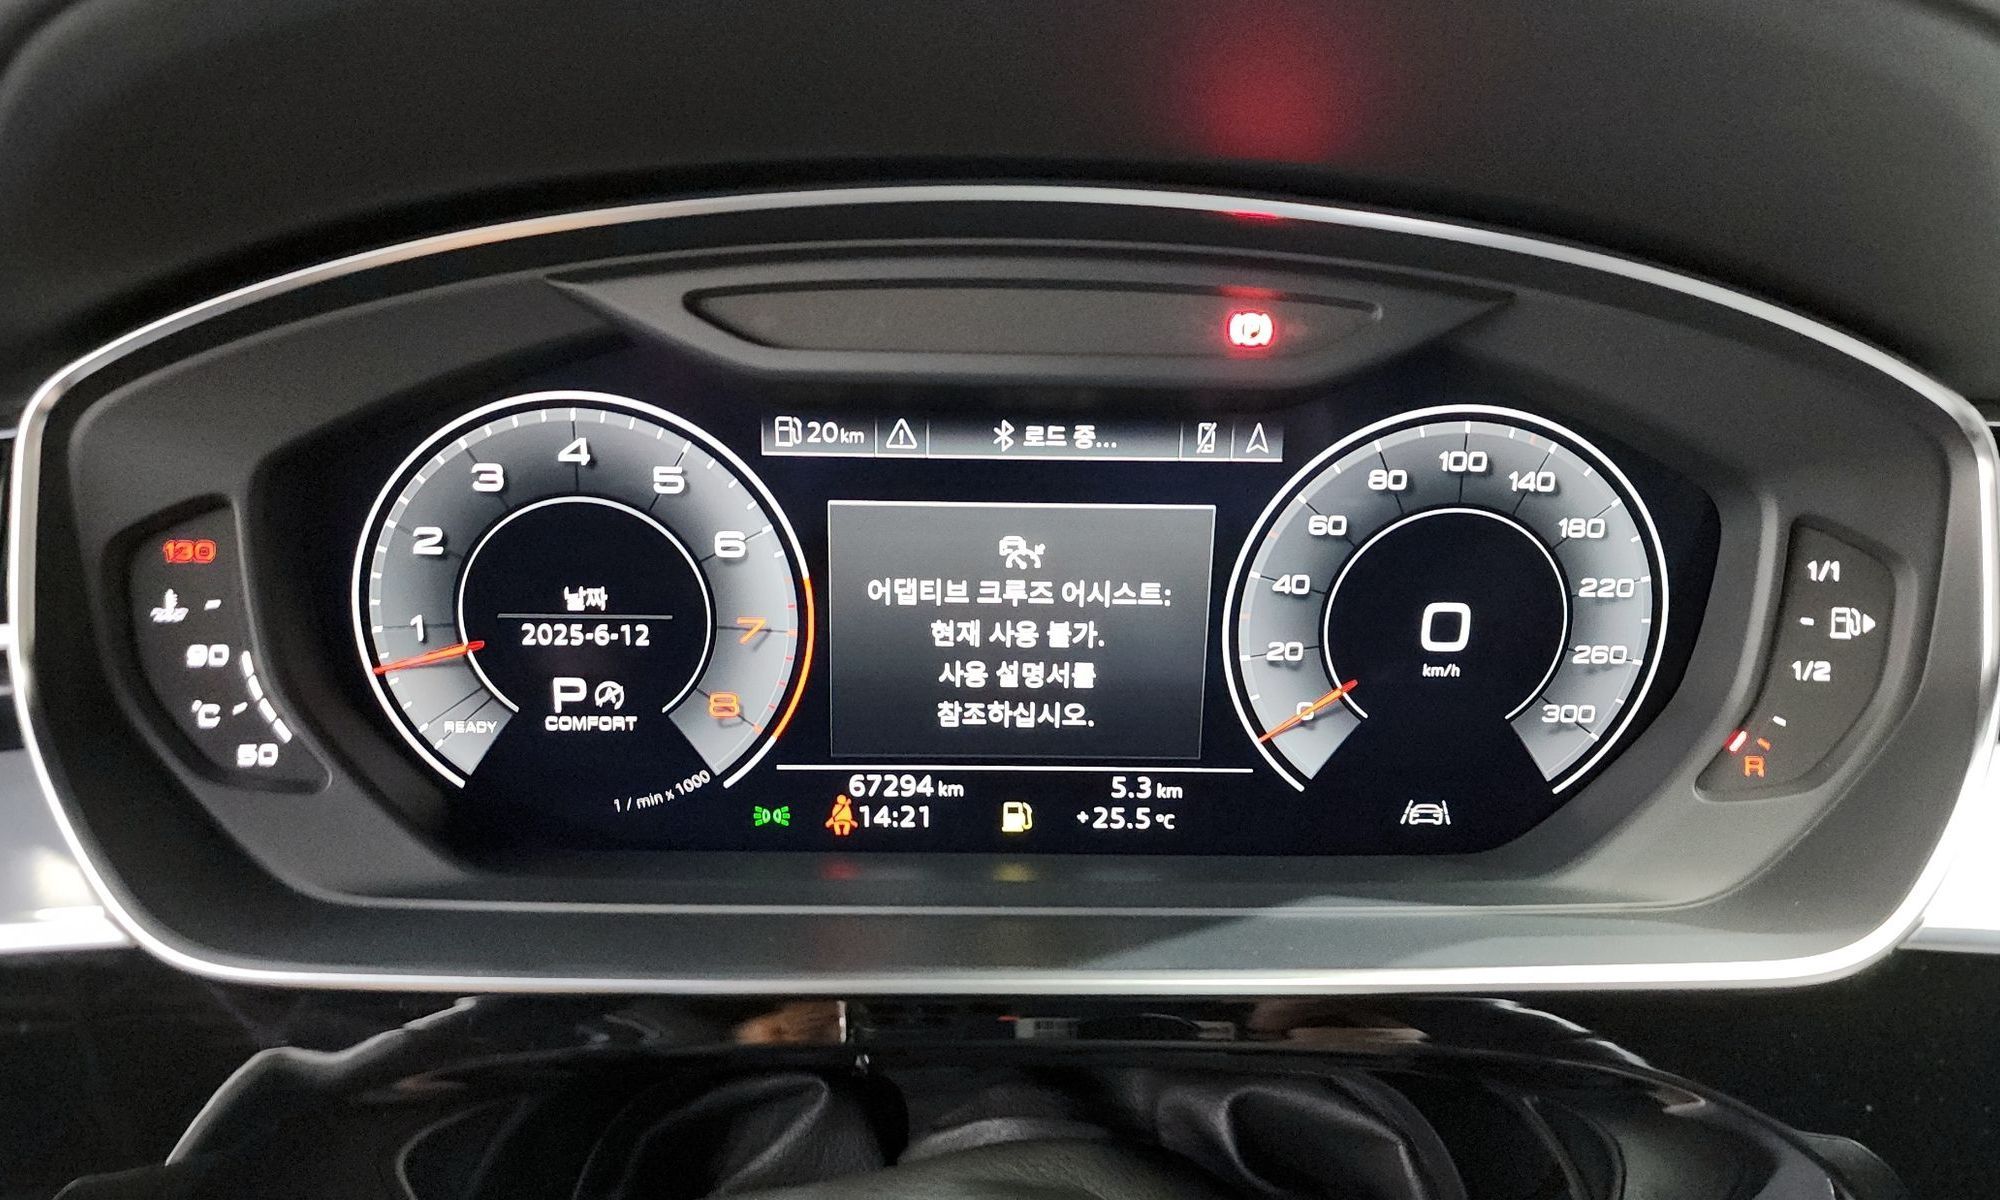 P
20 km
로드 중...
1
2
3
4
5
6
7
8
READY
날짜
2025-6-12
P
COMFORT
1 / min x 1000
어댑티브 크루즈 어시스트:
현재 사용 불가.
사용 설명서를
참조하십시오.
67294 km
5.3 km
14:21
+25.5 °C
0
20
40
60
80
100
140
180
220
260
300
0
km/h
130
90
°C
50
1/1
1/2
R